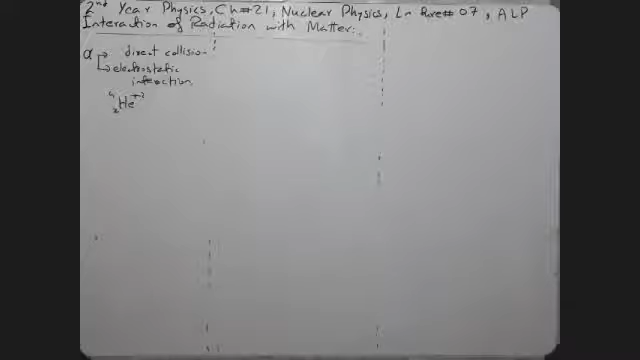 2nd Year Physics, Ch#21, Nuclear Physics, Lecture# 07, ALP
Interaction of Radiation with Matter:
α → direct collision
→ electrostatic
interaction
⁴₂He⁺²